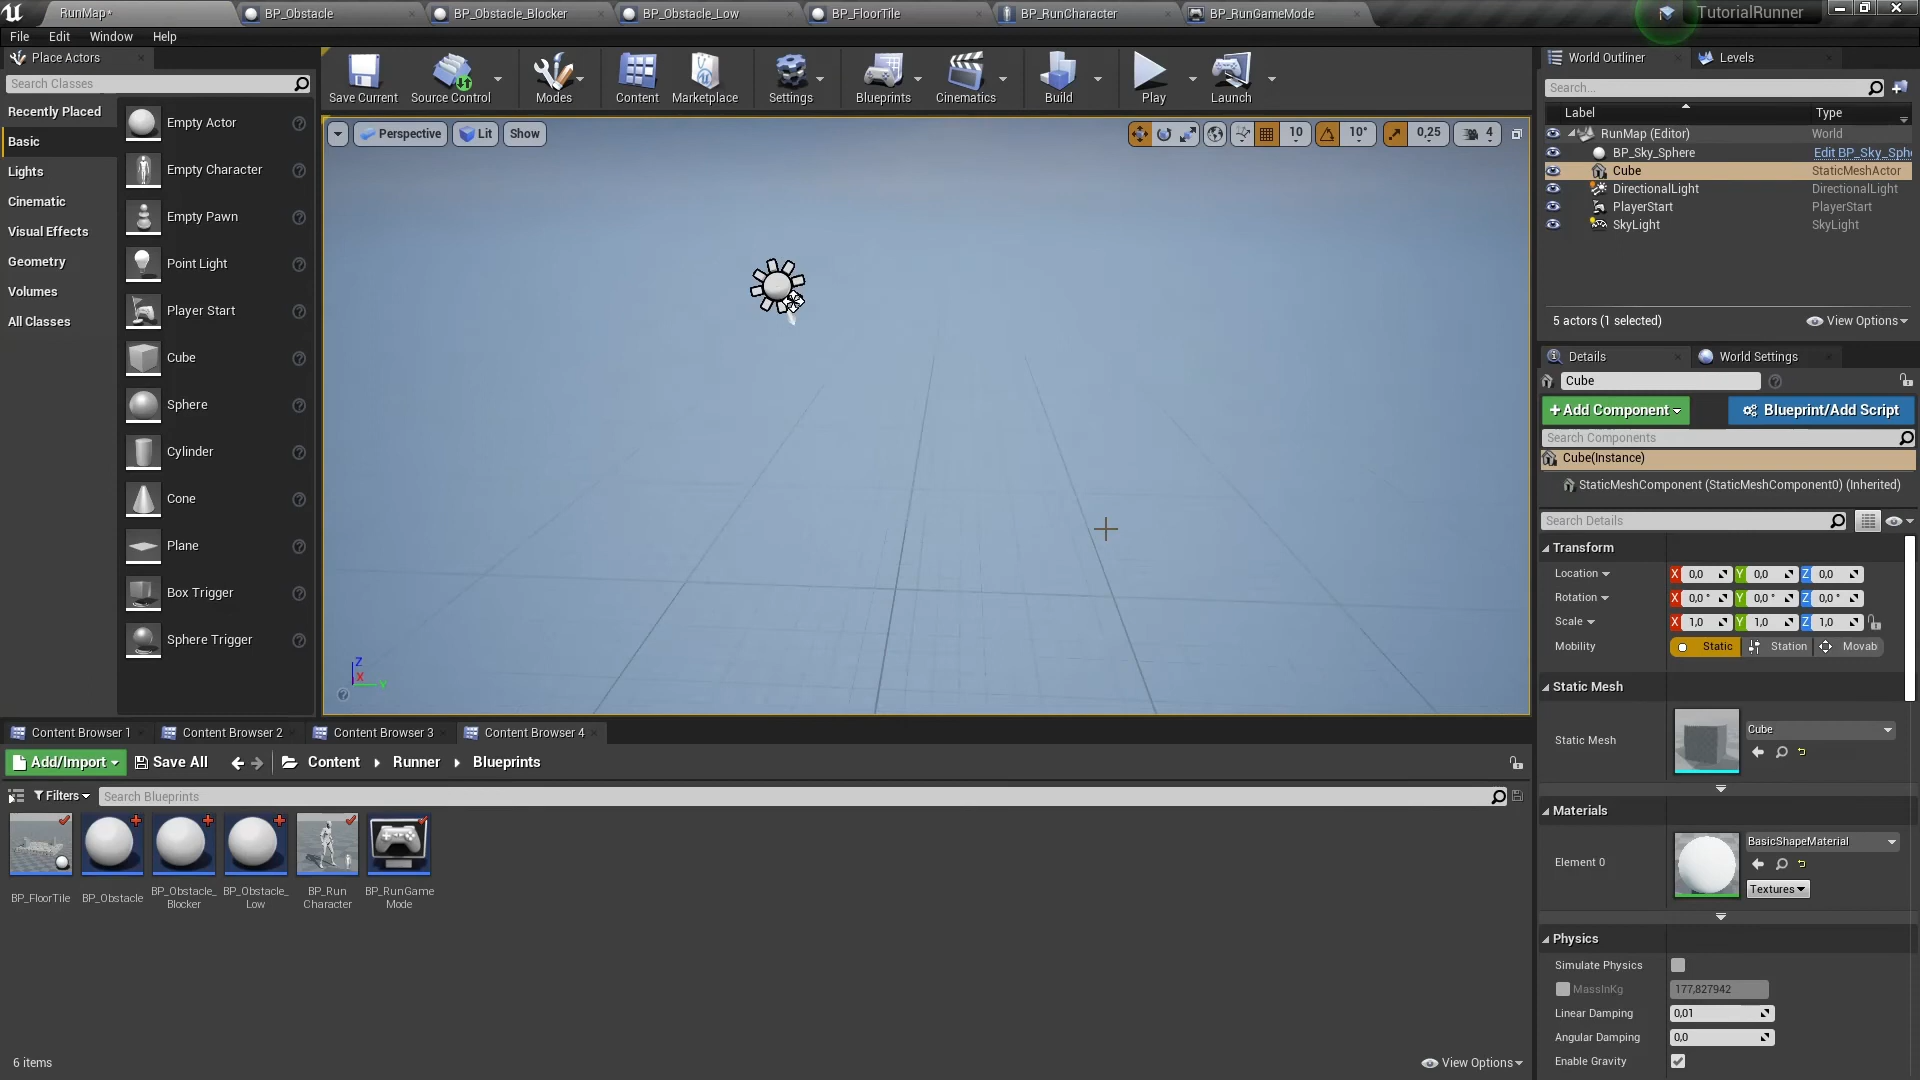 RunMap*
BP_Obstacle
BP_Obstacle_Blocker
BP_Obstacle_Low
BP_FloorTile
BP_RunCharacter
BP_RunGameMode
TutorialRunner
File Edit Window Help
Place Actors
Search Classes
Recently Placed
Basic
Lights
Cinematic
Visual Effects
Geometry
Volumes
All Classes
Empty Actor
Empty Character
Empty Pawn
Point Light
Player Start
Cube
Sphere
Cylinder
Cone
Plane
Box Trigger
Sphere Trigger
Save Current
Source Control
Modes
Content
Marketplace
Settings
Blueprints
Cinematics
Build
Play
Launch
Perspective
Lit
Show
10
10°
0,25
4
Z
X
Y
World Outliner
Levels
Search...
Label Type
RunMap (Editor) World
BP_Sky_Sphere Edit BP_Sky_Sph
Cube StaticMeshActor
DirectionalLight DirectionalLight
PlayerStart PlayerStart
SkyLight SkyLight
5 actors (1 selected)
View Options
Details
World Settings
Cube
+Add Component
Blueprint/Add Script
Search Components
Cube(Instance)
StaticMeshComponent (StaticMeshComponent0) (Inherited)
Search Details
Transform
Location X 0,0 Y 0,0 Z 0,0
Rotation X 0,0 ° Y 0,0 ° Z 0,0 °
Scale X 1,0 Y 1,0 Z 1,0
Mobility Static Station Movab
Static Mesh
Static Mesh
Cube
Materials
Element 0
BasicShapeMaterial
Textures
Physics
Simulate Physics
MassInKg 177,827942
Linear Damping 0,01
Angular Damping 0,0
Enable Gravity
Content Browser 1
Content Browser 2
Content Browser 3
Content Browser 4
Add/Import
Save All
Content
Runner
Blueprints
Filters
Search Blueprints
BP_FloorTile
BP_Obstacle
BP_Obstacle_
Blocker
BP_Obstacle_
Low
BP_Run
Character
BP_RunGame
Mode
6 items
View Options